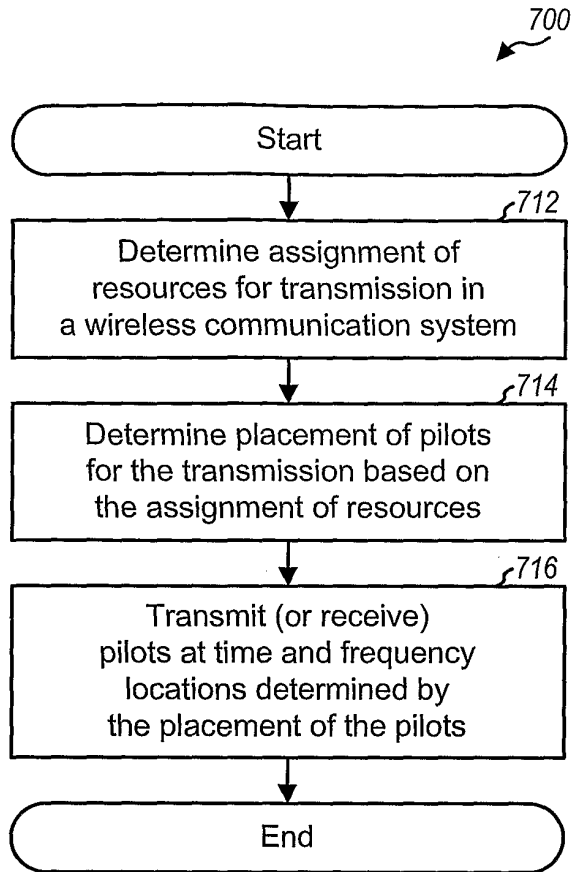 700
Start
712
Determine assignment of
resources for transmission in
a wireless communication system
714
Determine placement of pilots
for the transmission based on
the assignment of resources
716
Transmit (or receive)
pilots at time and frequency
locations determined by
the placement of the pilots
End